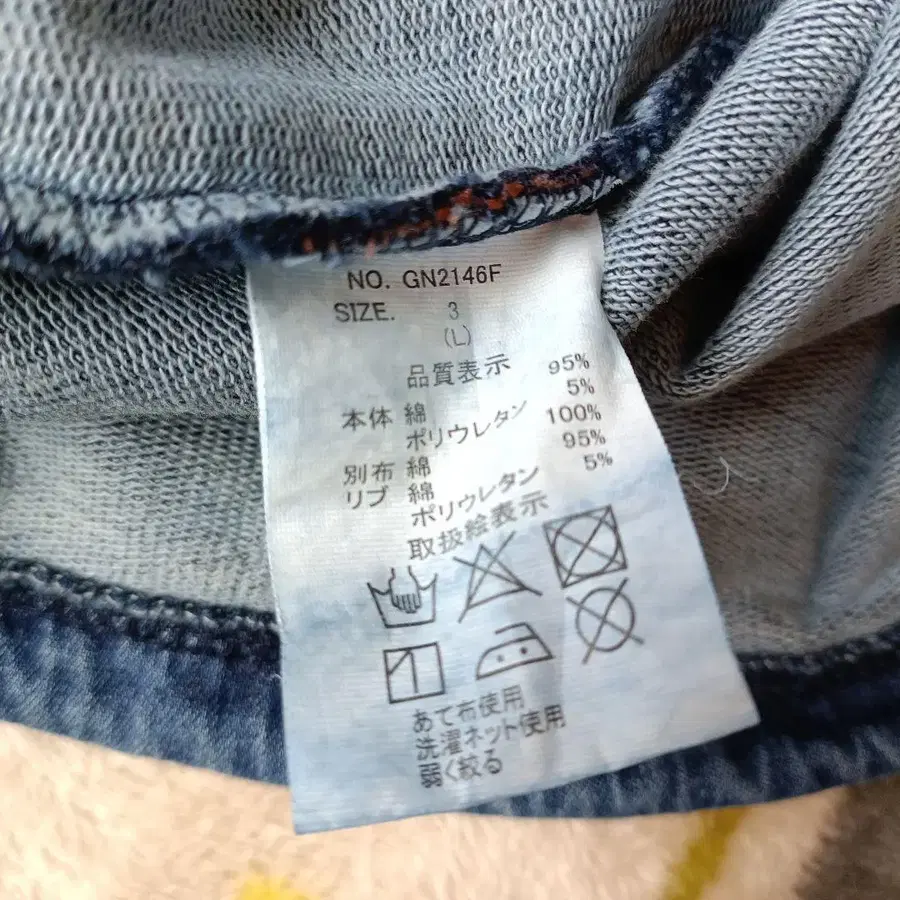 NO. GN2146F
SIZE. 3
(L)
品質表示
本体 綿 95%
ポリウレタン 5%
別布 綿 100%
リブ 綿 95%
ポリウレタン 5%
取扱絵表示
あて布使用
洗濯ネット使用
弱く絞る